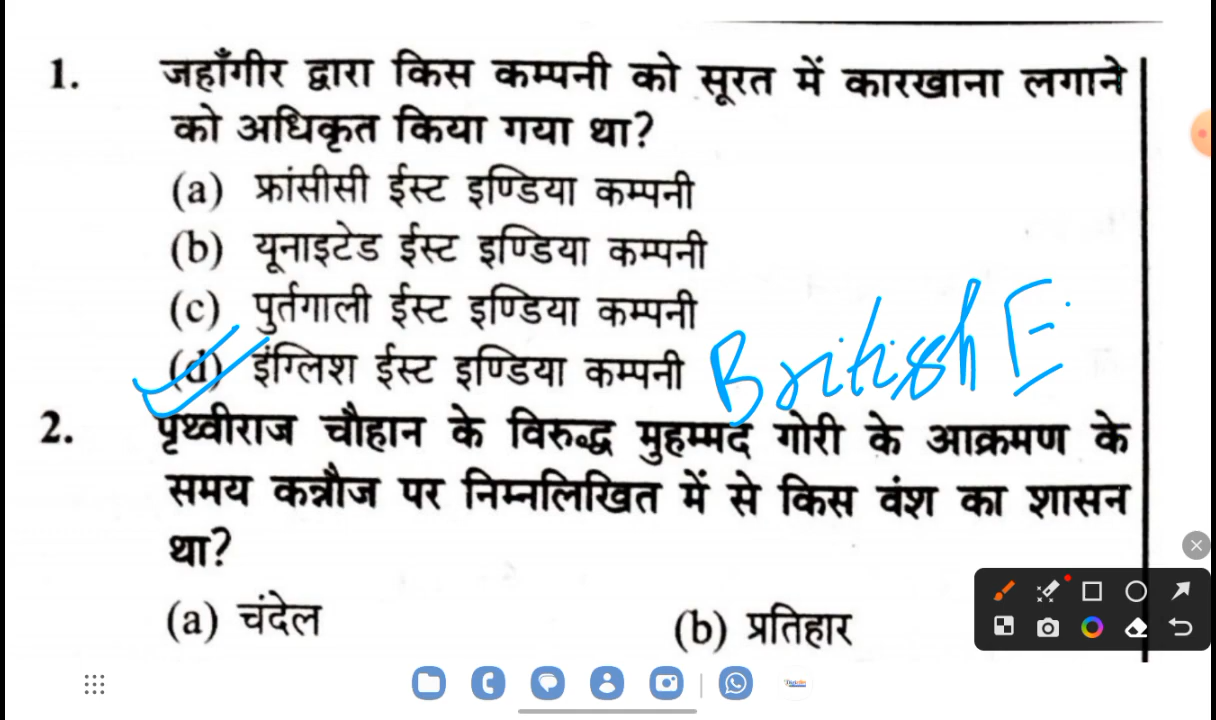 1. जहाँगीर द्वारा किस कम्पनी को सूरत में कारखाना लगाने
को अधिकृत किया गया था?
(a) फ्रांसीसी ईस्ट इण्डिया कम्पनी
(b) यूनाइटेड ईस्ट इण्डिया कम्पनी
(c) पुर्तगाली ईस्ट इण्डिया कम्पनी
(d) इंग्लिश ईस्ट इण्डिया कम्पनी British E
2. पृथ्वीराज चौहान के विरुद्ध मुहम्मद गोरी के आक्रमण के
समय कन्नौज पर निम्नलिखित में से किस वंश का शासन
था?
(a) चंदेल (b) प्रतिहार